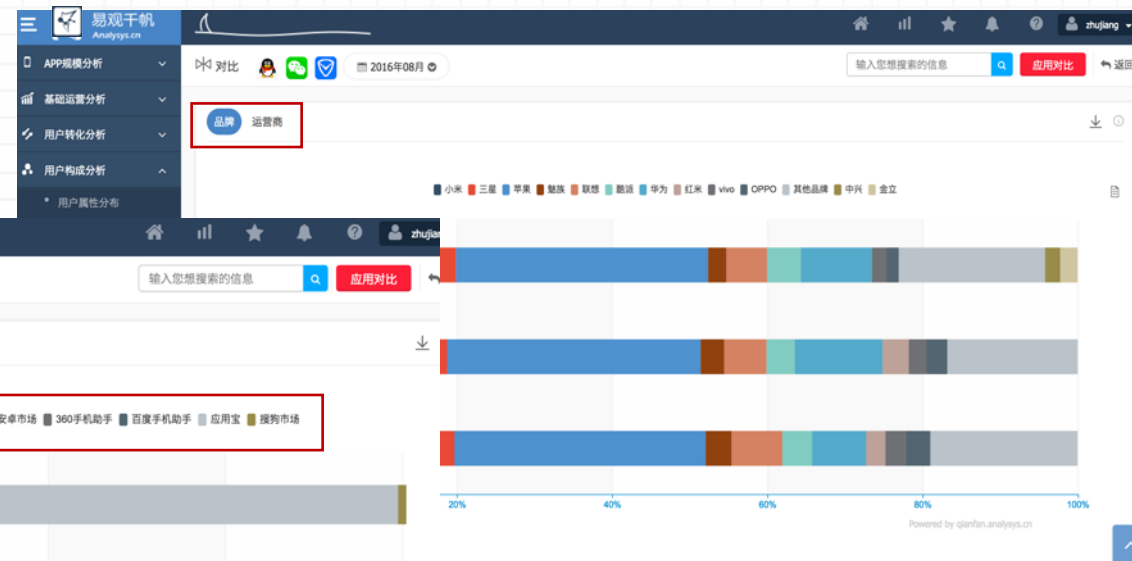 易观千帆
Analysys.cn
zhujiang
APP规模分析
对比
2016年08月
输入您想搜索的信息
应用对比
返回
基础运营分析
品牌
运营商
用户转化分析
用户构成分析
小米 三星 苹果 魅族 联想 酷派 华为 红米 vivo OPPO 其他品牌 中兴 金立
用户属性分布
zhujian
输入您想搜索的信息
应用对比
安卓市场 360手机助手 百度手机助手 应用宝 搜狗市场
20% 40% 60% 80% 100%
Powered by qianfan.analysys.cn